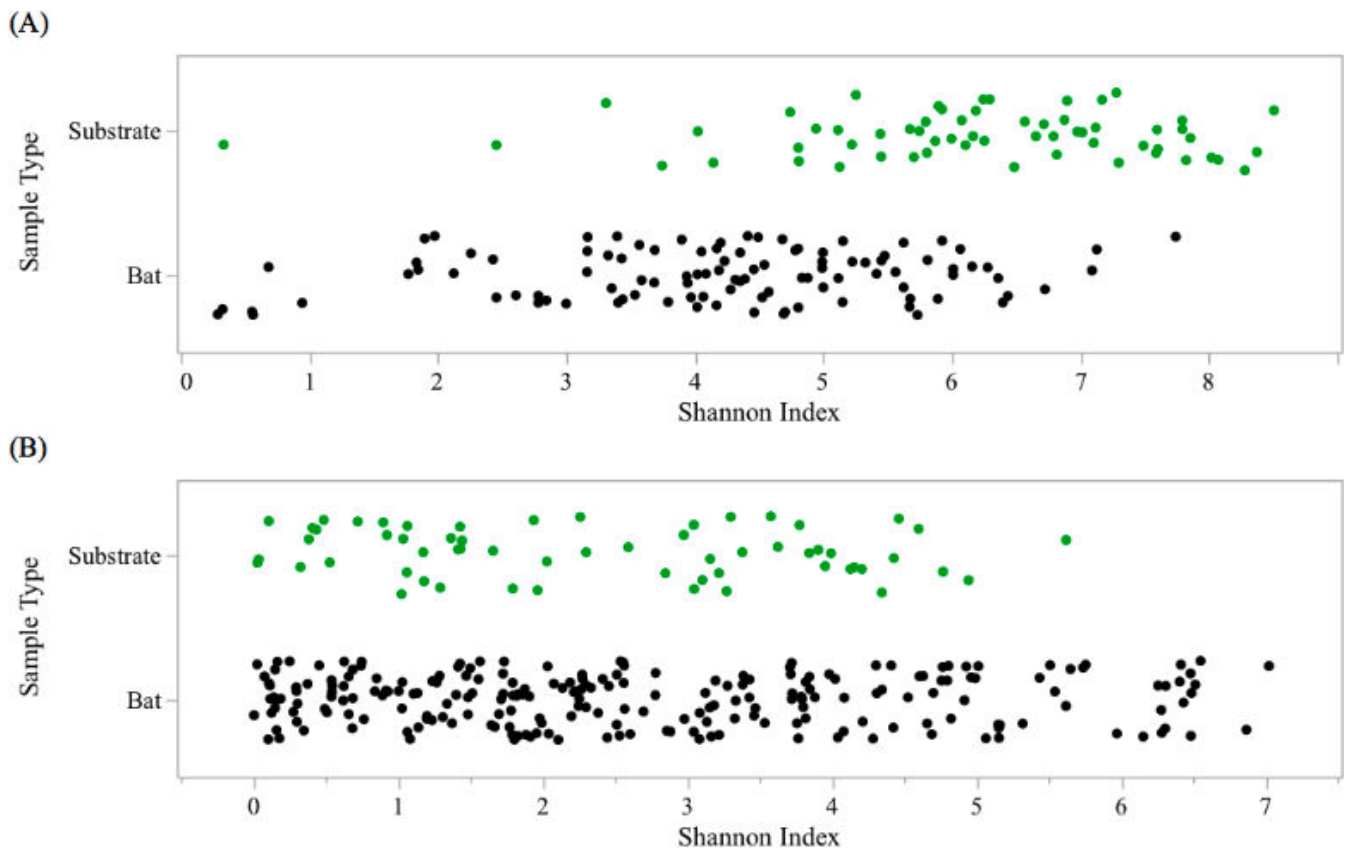 (A)
Sample Type
Substrate
Bat
0 1 2 3 4 5 6 7 8
Shannon Index
(B)
Sample Type
Substrate
Bat
0 1 2 3 4 5 6 7
Shannon Index